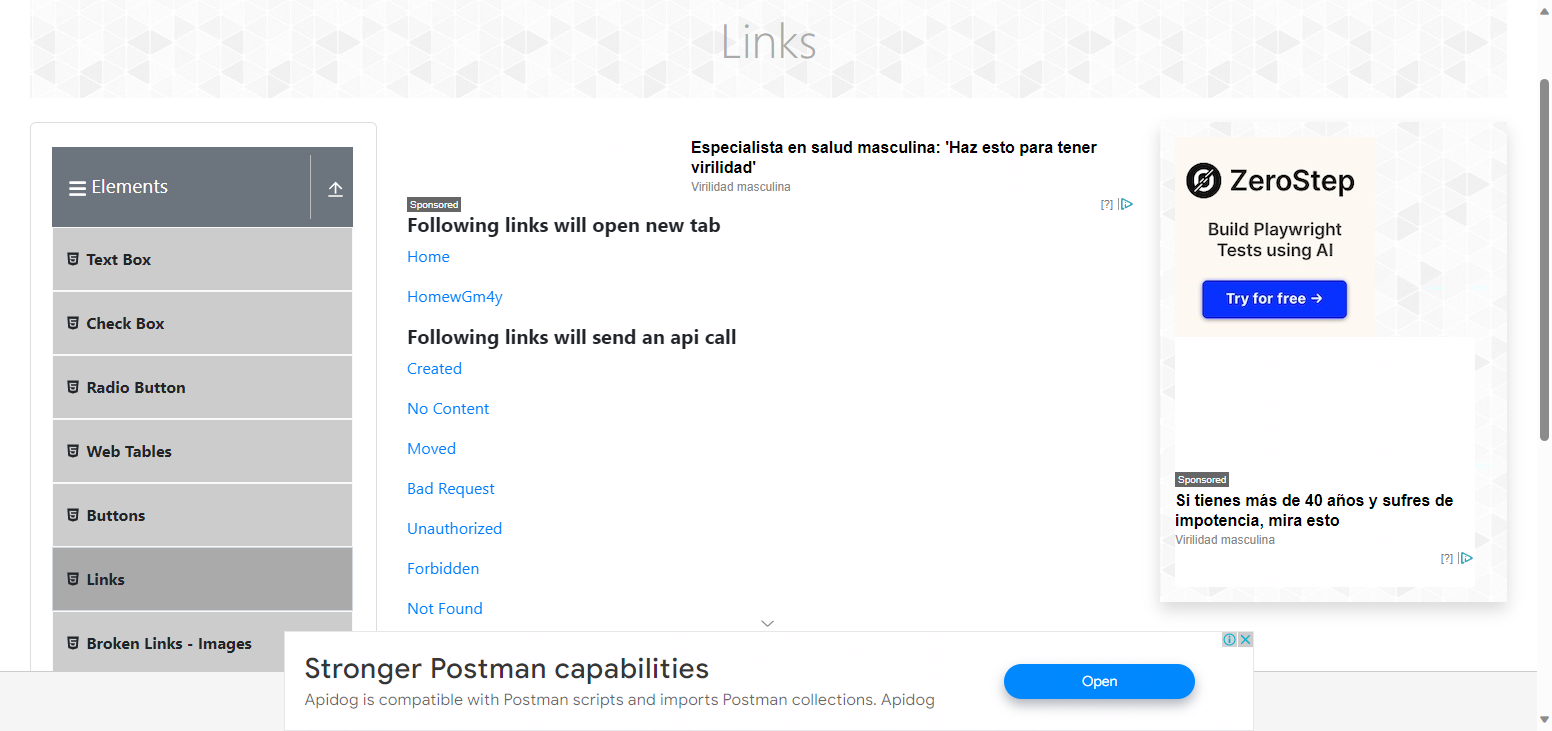 Links
Elements
Text Box
Check Box
Radio Button
Web Tables
Buttons
Links
Broken Links - Images
Especialista en salud masculina: 'Haz esto para tener
virilidad'
Virilidad masculina
Sponsored
[?]
Following links will open new tab
Home
HomewGm4y
Following links will send an api call
Created
No Content
Moved
Bad Request
Unauthorized
Forbidden
Not Found
ZeroStep
Build Playwright
Tests using AI
Try for free →
Sponsored
Si tienes más de 40 años y sufres de
impotencia, mira esto
Virilidad masculina
[?]
Stronger Postman capabilities
Apidog is compatible with Postman scripts and imports Postman collections. Apidog
Open